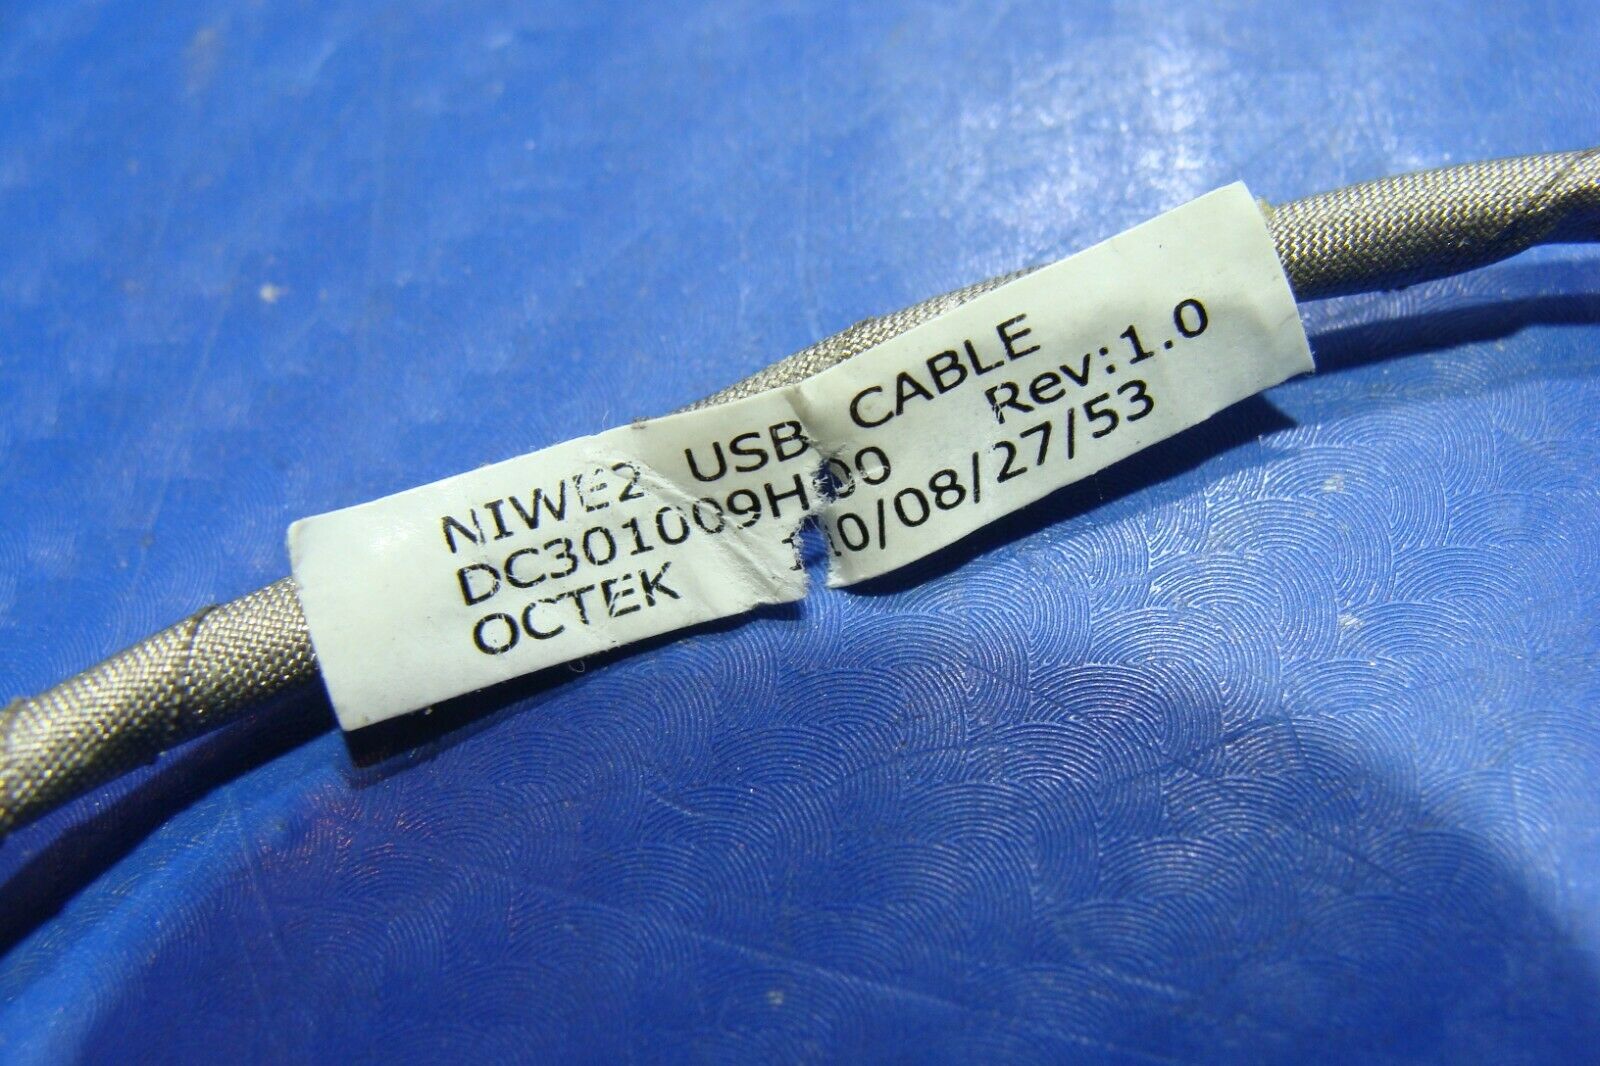 NIWE2 USB CABLE
DC301009H00 Rev:1.0
OCTEK 10/08/27/53